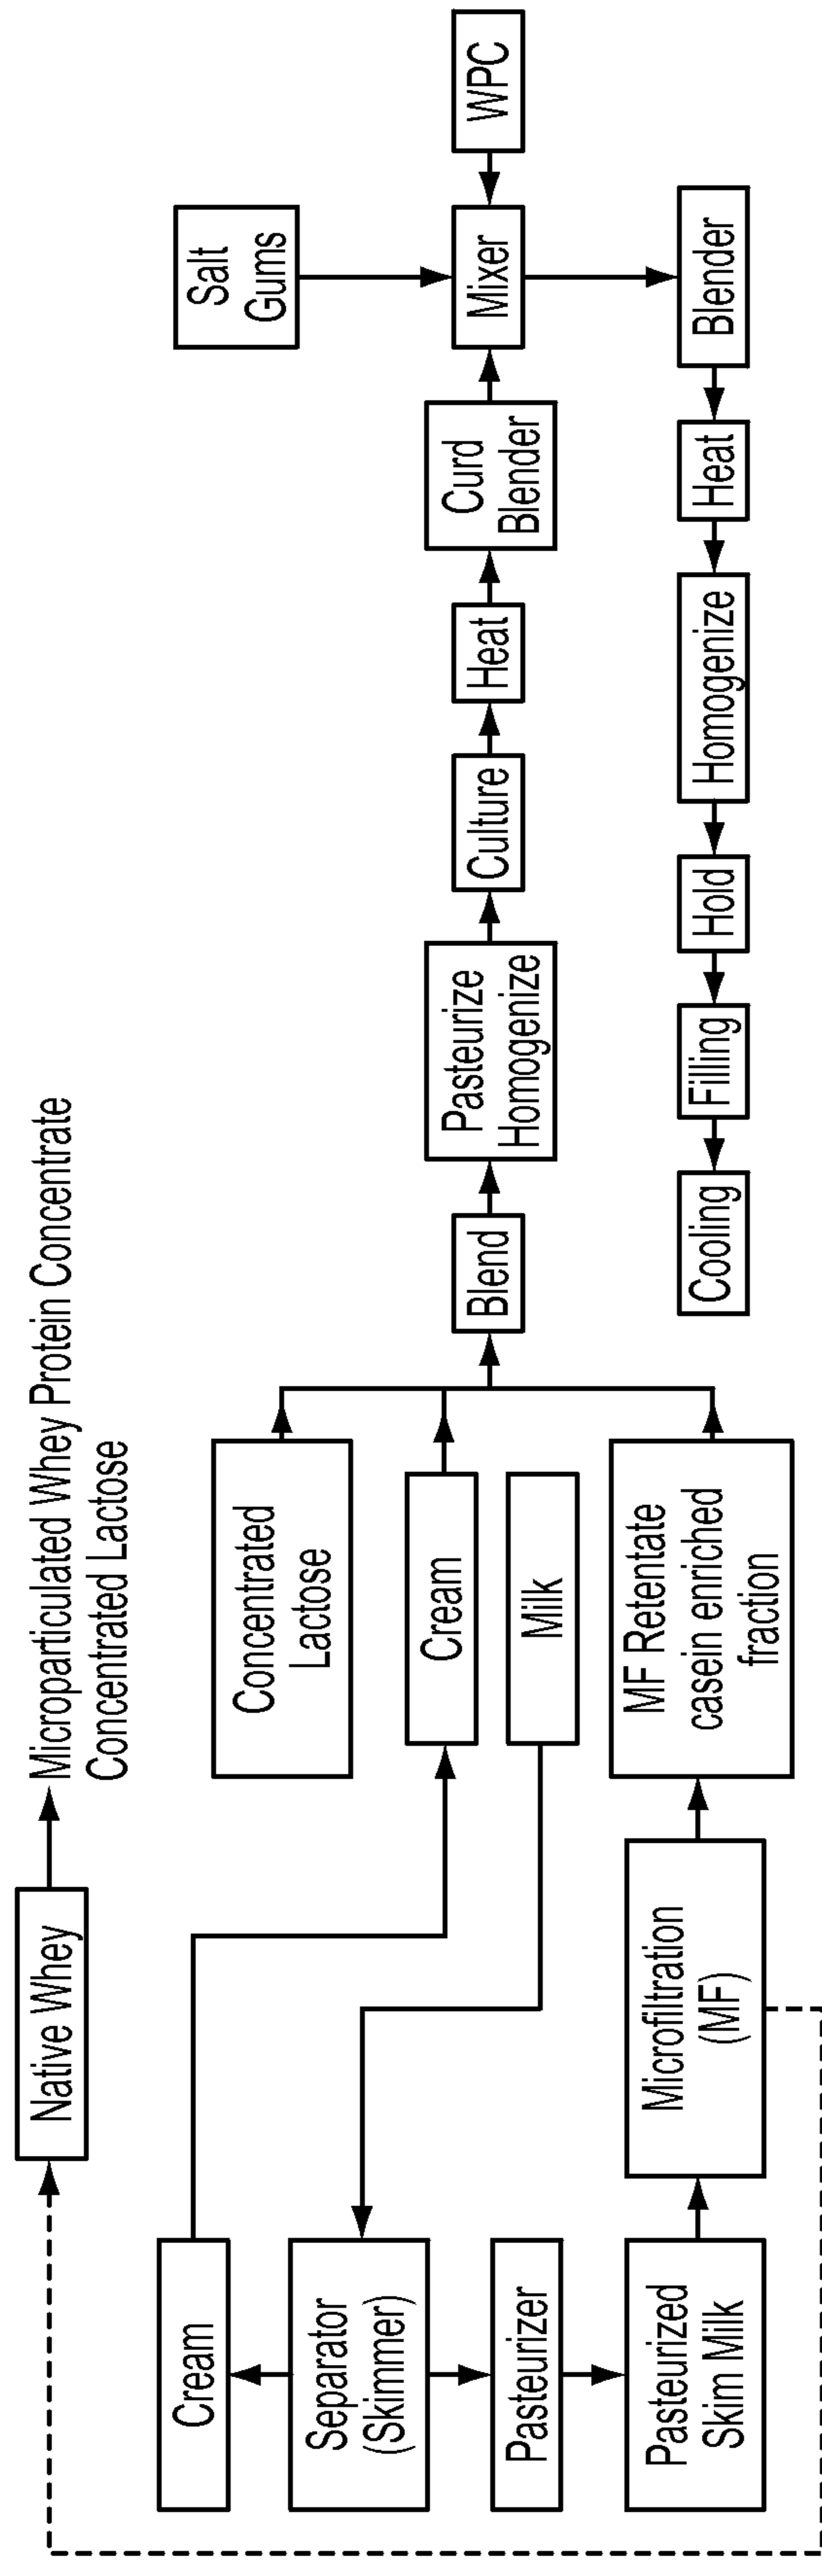 Native Whey
Microparticulated Whey Protein Concentrate
Concentrated Lactose
Cream
Separator
(Skimmer)
Pasteurizer
Pasteurized
Skim Milk
Microfiltration
(MF)
Concentrated
Lactose
Cream
Milk
MF Retentate
casein enriched
fraction
Blend
Pasteurize
Homogenize
Culture
Heat
Curd
Blender
Salt
Gums
Mixer
WPC
Blender
Heat
Homogenize
Hold
Filling
Cooling